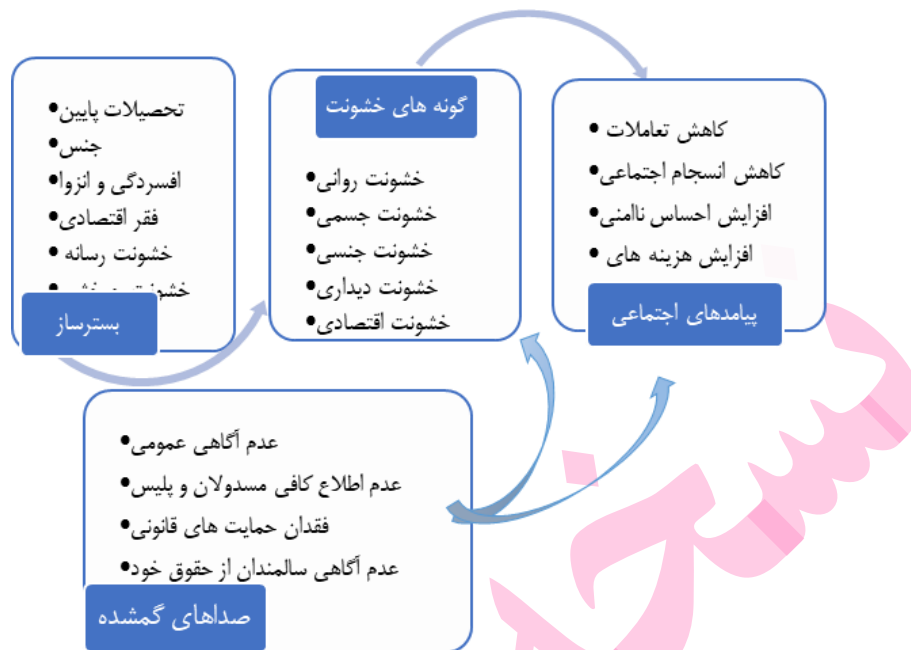 تحصیلات پایین
جنس
افسردگی و انزوا
فقر اقتصادی
خشونت رسانه
بسترساز
گونه های خشونت
خشونت روانی
خشونت جسمی
خشونت جنسی
خشونت دیداری
خشونت اقتصادی
کاهش تعاملات
کاهش انسجام اجتماعی
افزایش احساس ناامنی
افزایش هزینه های
پیامدهای اجتماعی
عدم آگاهی عمومی
عدم اطلاع کافی مسدولان و پلیس
فقدان حمایت های قانونی
عدم آگاهی سالمندان از حقوق خود
صداهای گمشده